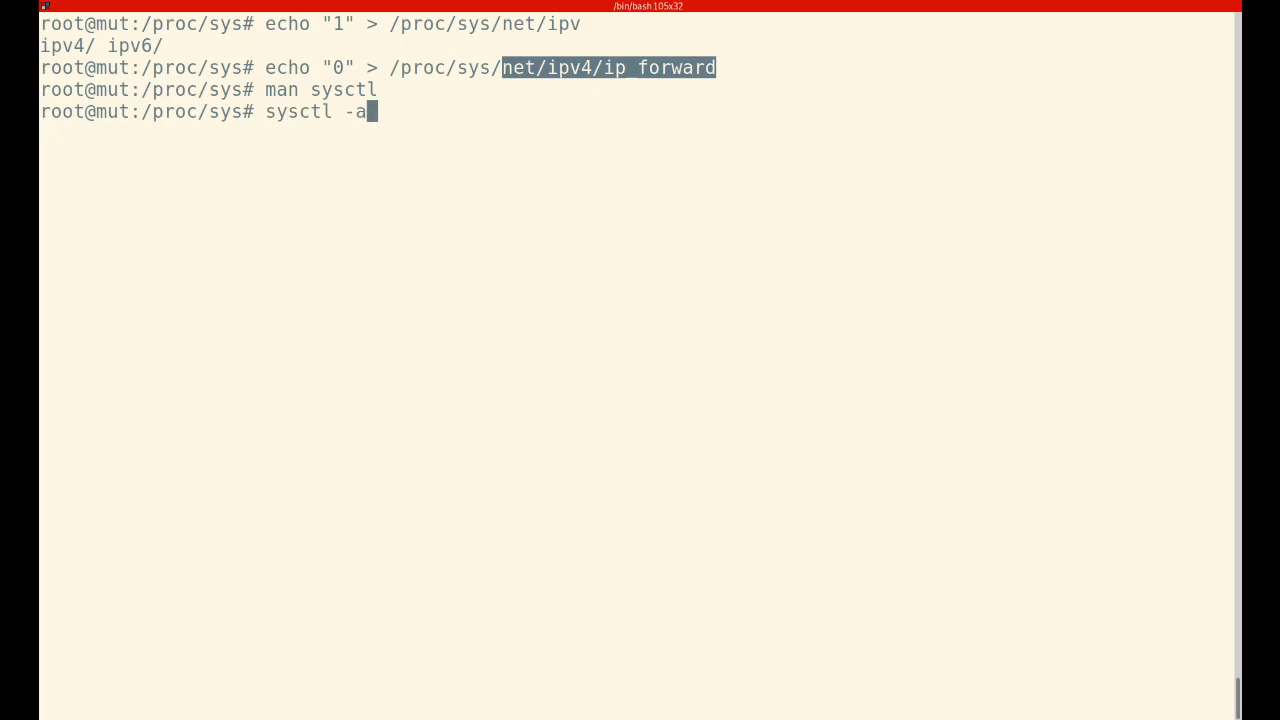 /bin/bash 105x32
root@mut:/proc/sys# echo "1" > /proc/sys/net/ipv
ipv4/ ipv6/
root@mut:/proc/sys# echo "0" > /proc/sys/net/ipv4/ip_forward
root@mut:/proc/sys# man sysctl
root@mut:/proc/sys# sysctl -a